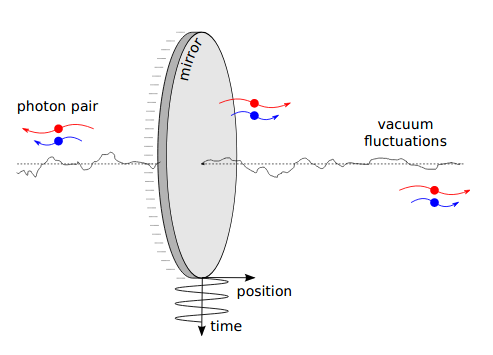 mirror
photon pair
vacuum
fluctuations
position
time